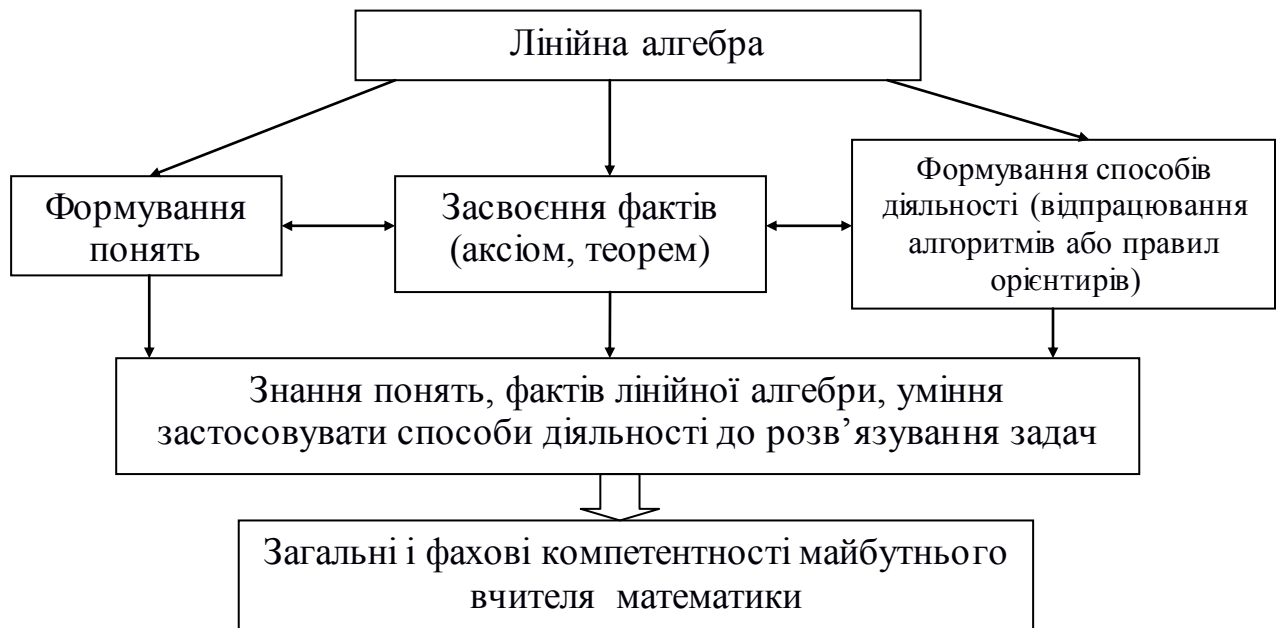 Лінійна алгебра
Формування
понять
Засвоєння фактів
(аксіом, теорем)
Формування способів
діяльності (відпрацювання
алгоритмів або правил
орієнтирів)
Знання понять, фактів лінійної алгебри, уміння
застосовувати способи діяльності до розв’язування задач
Загальні і фахові компетентності майбутнього
вчителя математики